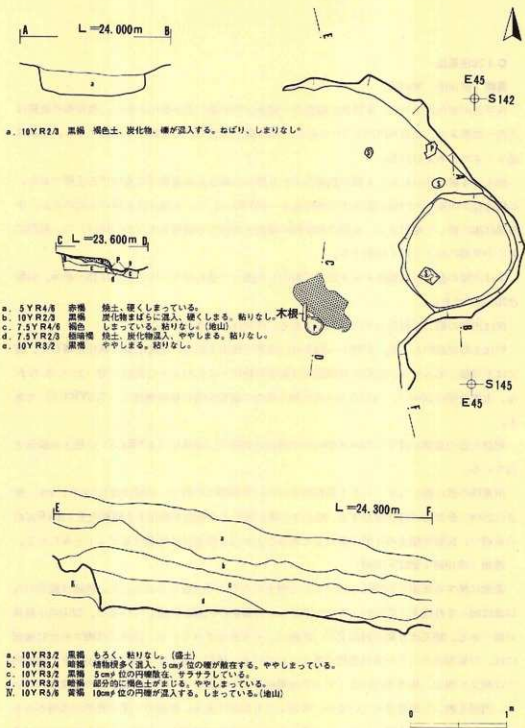 A L=24.000m B
a
a. 10YR2/3 黒褐 褐色土、炭化物、礫が混入する。ねばり、しまりなし。
E
E45
S142
A
P
S
S
C L=23.600m D
C
a. 5YR4/6 赤褐 焼土、硬くしまっている。
b. 10YR2/3 黒褐 炭化物まばらに混入、硬くしまる。粘りなし。
c. 7.5YR4/6 褐色 しまっている。粘りなし。(地山)
d. 7.5YR2/3 極暗褐 焼土、炭化物混入、ややしまる。粘りなし。
e. 10YR3/2 黒褐 ややしまる。粘りなし。
木根
P
S
B
D
S145
E45
F
E L=24.300m F
a. 10YR3/2 黒褐 もろく、粘りなし。(盛土)
b. 10YR3/4 暗褐 植物根多く混入、5cmφ位の礫が散在する。ややしまっている。
c. 10YR3/2 黒褐 5cmφ位の円礫散在、サラサラしている。
d. 10YR3/3 暗褐 部分的に褐色土がまじる、ややしまっている。
Ⅳ. 10YR5/6 黄褐 10cmφ位の円礫が混入する。しまっている。(地山)
0 1m